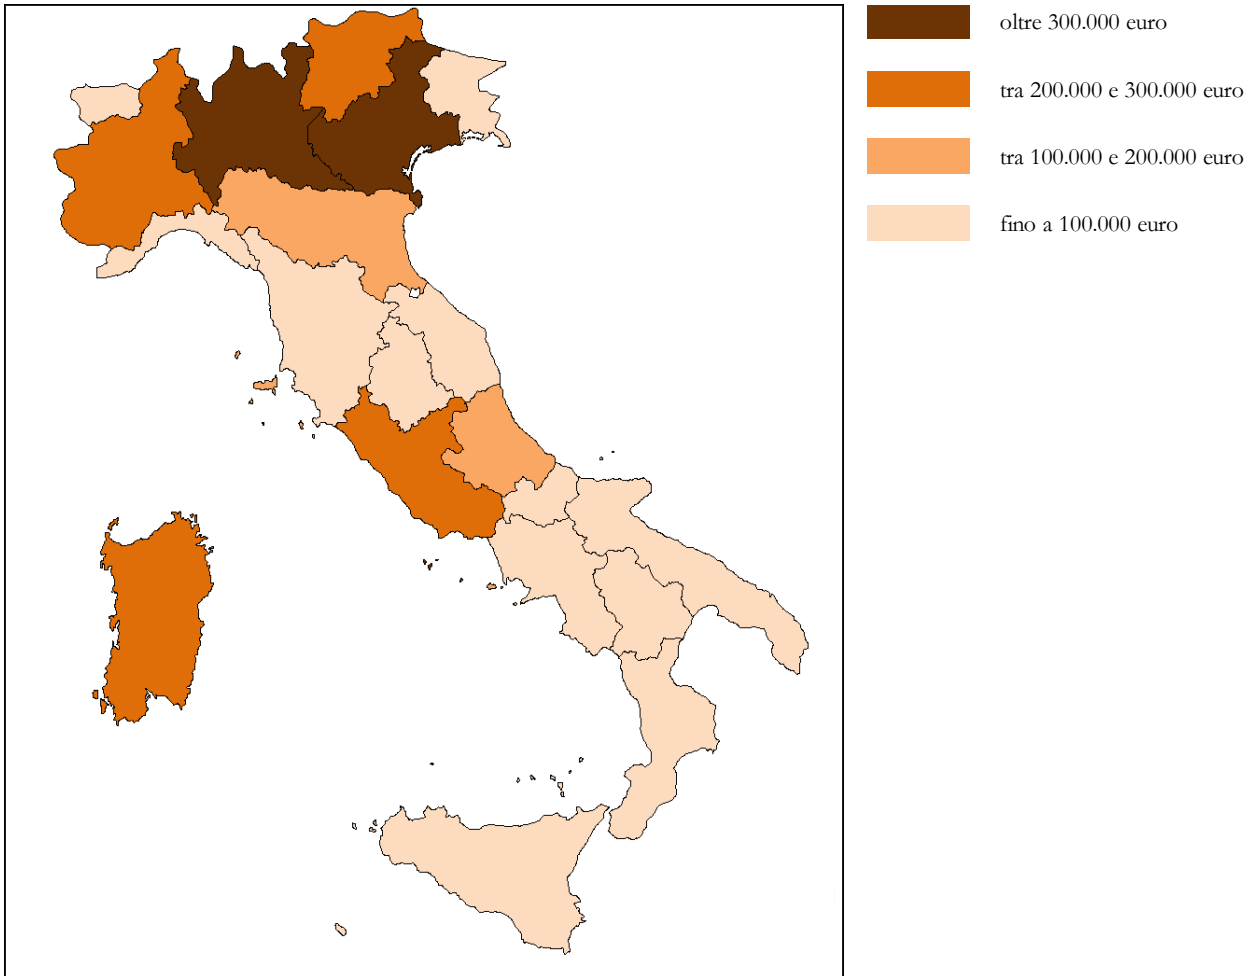 oltre 300.000 euro
tra 200.000 e 300.000 euro
tra 100.000 e 200.000 euro
fino a 100.000 euro